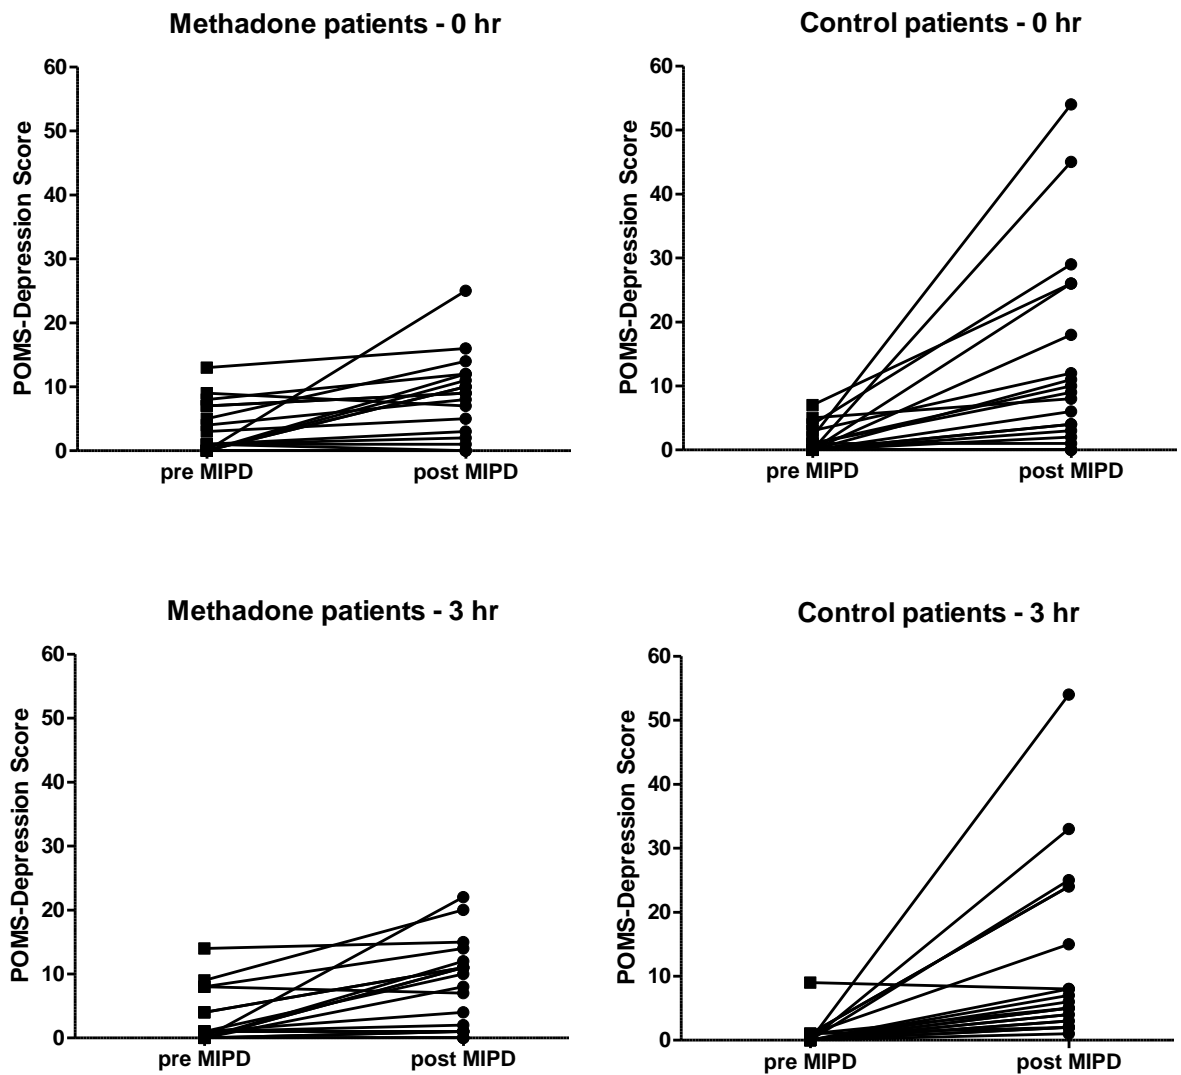 Methadone patients - 0 hr
60
50
40
30
20
10
0
POMS-Depression Score
pre MIPD
post MIPD
Control patients - 0 hr
60
50
40
30
20
10
0
POMS-Depression Score
pre MIPD
post MIPD
Methadone patients - 3 hr
60
50
40
30
20
10
0
POMS-Depression Score
pre MIPD
post MIPD
Control patients - 3 hr
60
50
40
30
20
10
0
POMS-Depression Score
pre MIPD
post MIPD